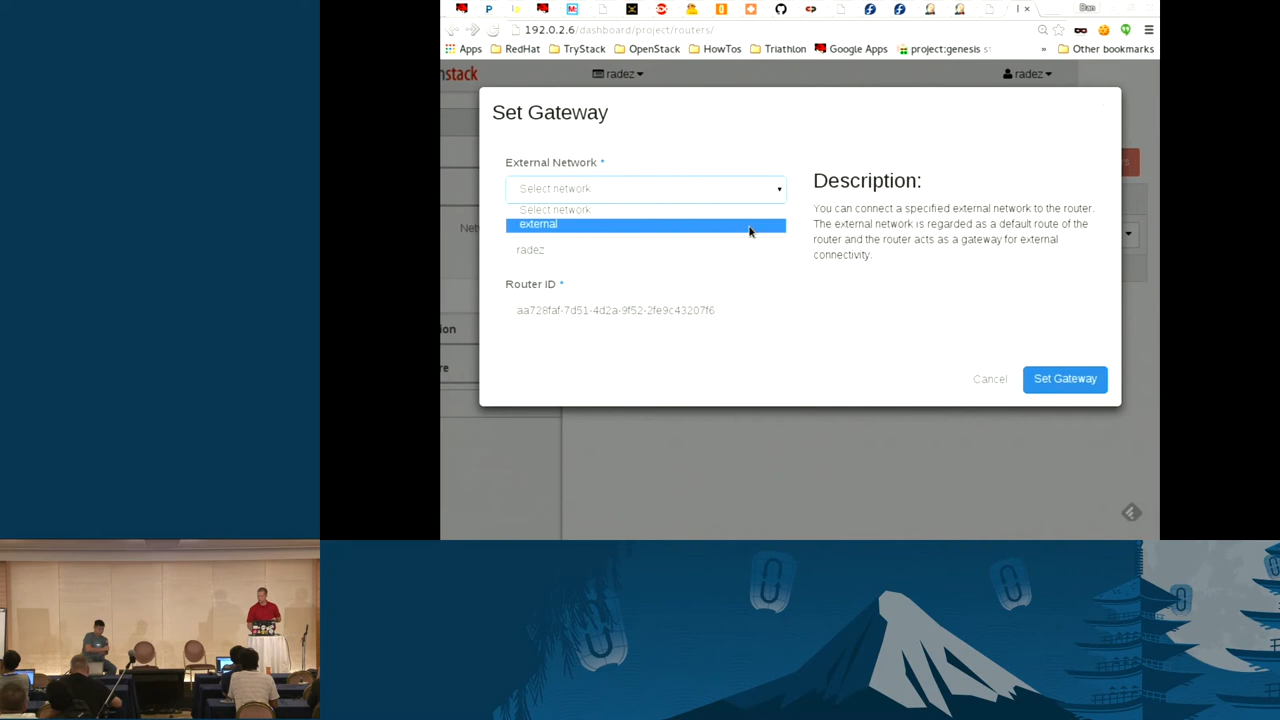 Dan
192.0.2.6/dashboard/project/routers/
Apps RedHat TryStack OpenStack HowTos Triathlon Google Apps project:genesis st » Other bookmarks
stack radez radez
Set Gateway
External Network *
Select network
Select network
external
radez
Router ID *
aa728faf-7d51-4d2a-9f52-2fe9c43207f6
Description:
You can connect a specified external network to the router.
The external network is regarded as a default route of the
router and the router acts as a gateway for external
connectivity.
Cancel Set Gateway